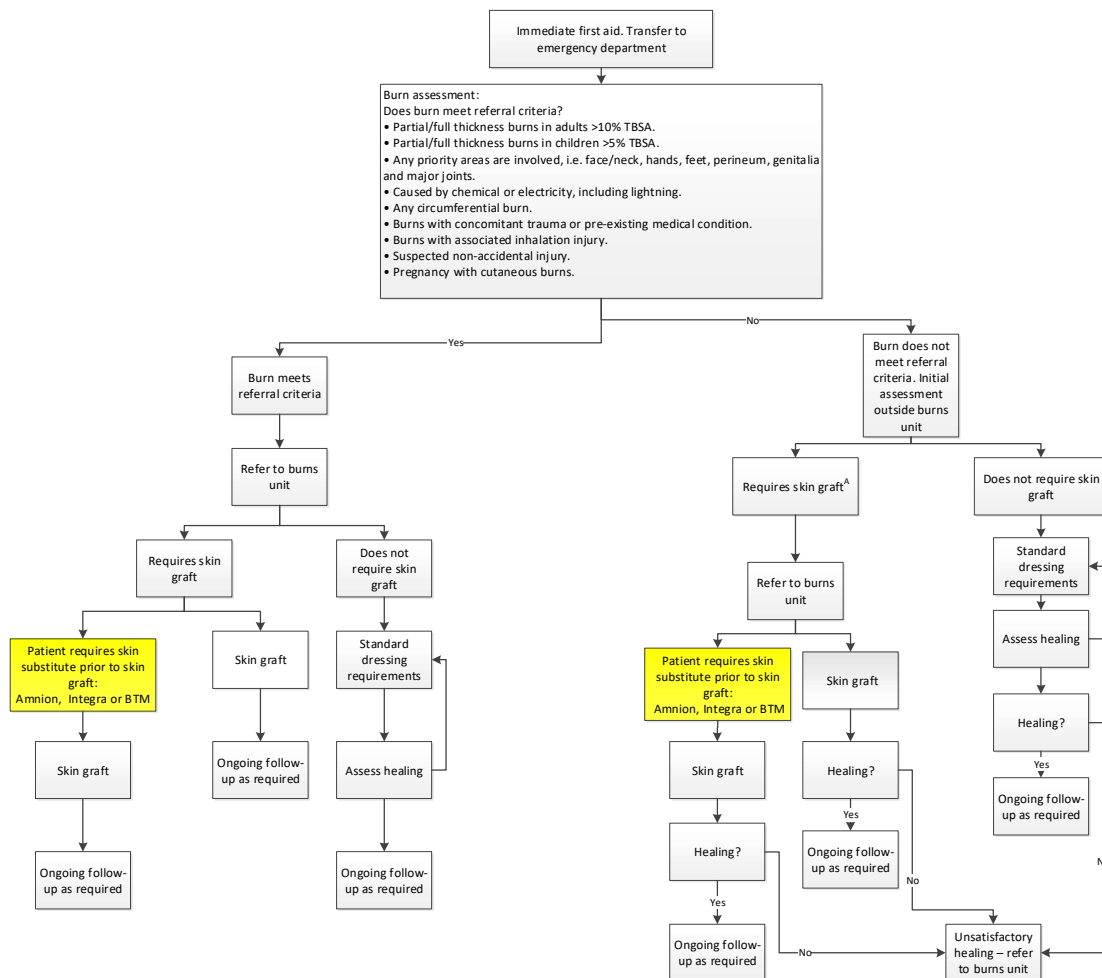 Immediate first aid. Transfer to
emergency department
Burn assessment:
Does burn meet referral criteria?
• Partial/full thickness burns in adults >10% TBSA.
• Partial/full thickness burns in children >5% TBSA.
• Any priority areas are involved, i.e. face/neck, hands, feet, perineum, genitalia
and major joints.
• Caused by chemical or electricity, including lightning.
• Any circumferential burn.
• Burns with concomitant trauma or pre-existing medical condition.
• Burns with associated inhalation injury.
• Suspected non-accidental injury.
• Pregnancy with cutaneous burns.
Yes
No
Burn meets
referral criteria
Refer to burns
unit
Requires skin
graft
Does not
require skin
graft
Patient requires skin
substitute prior to skin
graft:
Amnion, Integra or BTM
Skin graft
Standard
dressing
requirements
Skin graft
Ongoing follow-
up as required
Assess healing
Ongoing follow-
up as required
Ongoing follow-
up as required
Burn does not
meet referral
criteria. Initial
assessment
outside burns
unit
Requires skin graftA
Does not require skin
graft
Refer to burns
unit
Standard
dressing
requirements
Patient requires skin
substitute prior to skin
graft:
Amnion, Integra or BTM
Skin graft
Assess healing
Skin graft
Healing?
Healing?
Yes
Ongoing follow-
up as required
Healing?
Yes
Ongoing follow-
up as required
No
Yes
Ongoing follow-
up as required
No
Unsatisfactory
healing – refer
to burns unit
N